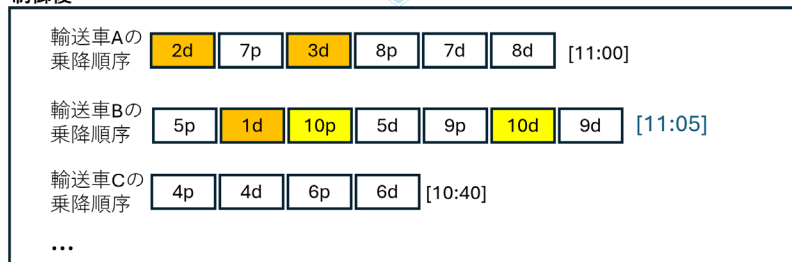 輸送車Aの
乗降順序
2d 7p 3d 8p 7d 8d [11:00]
輸送車Bの
乗降順序
5p 1d 10p 5d 9p 10d 9d [11:05]
輸送車Cの
乗降順序
4p 4d 6p 6d [10:40]
...